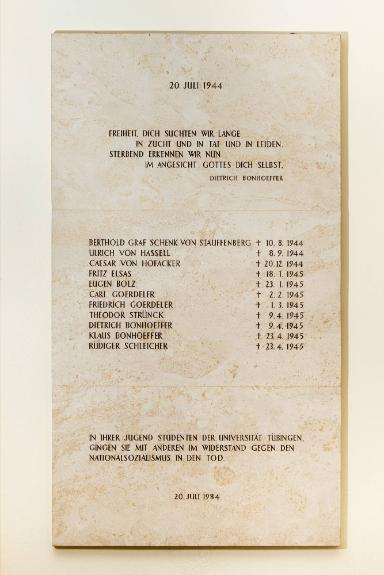 20. JULI 1944
FREIHEIT, DICH SUCHTEN WIR LANGE
IN ZUCHT UND IN TAT UND IN LEIDEN.
STERBEND ERKENNEN WIR NUN
IM ANGESICHT GOTTES DICH SELBST.
DIETRICH BONHOEFFER
BERTHOLD GRAF SCHENK VON STAUFFENBERG † 10. 8. 1944
ULRICH VON HASSELL † 8. 9. 1944
CAESAR VON HOFACKER † 20. 12. 1944
FRITZ ELSAS † 18. 1. 1945
EUGEN BOLZ † 23. 1. 1945
CARL GOERDELER † 2. 2. 1945
FRIEDRICH GOERDELER † 1. 3. 1945
THEODOR STRÜNCK † 9. 4. 1945
DIETRICH BONHOEFFER † 9. 4. 1945
KLAUS BONHOEFFER † 23. 4. 1945
RÜDIGER SCHLEICHER † 23. 4. 1945
IN IHRER JUGEND STUDENTEN DER UNIVERSITÄT TÜBINGEN,
GINGEN SIE MIT ANDEREN IM WIDERSTAND GEGEN DEN
NATIONALSOZIALISMUS IN DEN TOD.
20. JULI 1984